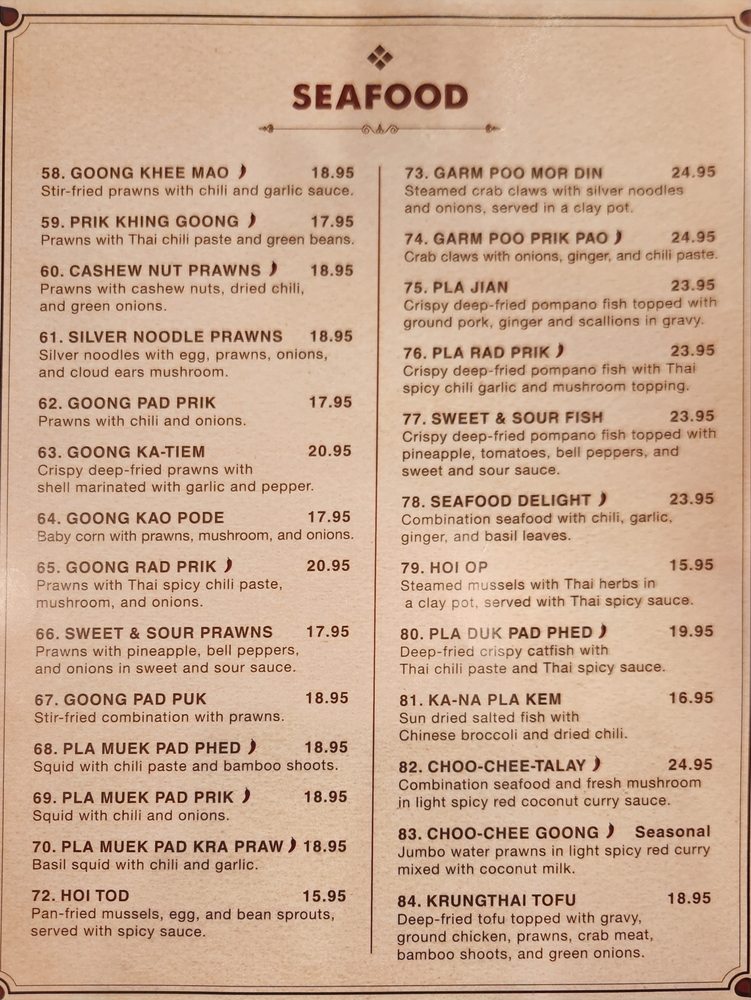 SEAFOOD
58. GOONG KHEE MAO 18.95
Stir-fried prawns with chili and garlic sauce.
59. PRIK KHING GOONG 17.95
Prawns with Thai chili paste and green beans.
60. CASHEW NUT PRAWNS 18.95
Prawns with cashew nuts, dried chili,
and green onions.
61. SILVER NOODLE PRAWNS 18.95
Silver noodles with egg, prawns, onions,
and cloud ears mushroom.
62. GOONG PAD PRIK 17.95
Prawns with chili and onions.
63. GOONG KA-TIEM 20.95
Crispy deep-fried prawns with
shell marinated with garlic and pepper.
64. GOONG KAO PODE 17.95
Baby corn with prawns, mushroom, and onions.
65. GOONG RAD PRIK 20.95
Prawns with Thai spicy chili paste,
mushroom, and onions.
66. SWEET & SOUR PRAWNS 17.95
Prawns with pineapple, bell peppers,
and onions in sweet and sour sauce.
67. GOONG PAD PUK 18.95
Stir-fried combination with prawns.
68. PLA MUEK PAD PHED 18.95
Squid with chili paste and bamboo shoots.
69. PLA MUEK PAD PRIK 18.95
Squid with chili and onions.
70. PLA MUEK PAD KRA PRAW 18.95
Basil squid with chili and garlic.
72. HOI TOD 15.95
Pan-fried mussels, egg, and bean sprouts,
served with spicy sauce.
73. GARM POO MOR DIN 24.95
Steamed crab claws with silver noodles
and onions, served in a clay pot.
74. GARM POO PRIK PAO 24.95
Crab claws with onions, ginger, and chili paste.
75. PLA JIAN 23.95
Crispy deep-fried pompano fish topped with
ground pork, ginger and scallions in gravy.
76. PLA RAD PRIK 23.95
Crispy deep-fried pompano fish with Thai
spicy chili garlic and mushroom topping.
77. SWEET & SOUR FISH 23.95
Crispy deep-fried pompano fish topped with
pineapple, tomatoes, bell peppers, and
sweet and sour sauce.
78. SEAFOOD DELIGHT 23.95
Combination seafood with chili, garlic,
ginger, and basil leaves.
79. HOI OP 15.95
Steamed mussels with Thai herbs in
a clay pot, served with Thai spicy sauce.
80. PLA DUK PAD PHED 19.95
Deep-fried crispy catfish with
Thai chili paste and Thai spicy sauce.
81. KA-NA PLA KEM 16.95
Sun dried salted fish with
Chinese broccoli and dried chili.
82. CHOO-CHEE-TALAY 24.95
Combination seafood and fresh mushroom
in light spicy red coconut curry sauce.
83. CHOO-CHEE GOONG Seasonal
Jumbo water prawns in light spicy red curry
mixed with coconut milk.
84. KRUNGTHAI TOFU 18.95
Deep-fried tofu topped with gravy,
ground chicken, prawns, crab meat,
bamboo shoots, and green onions.